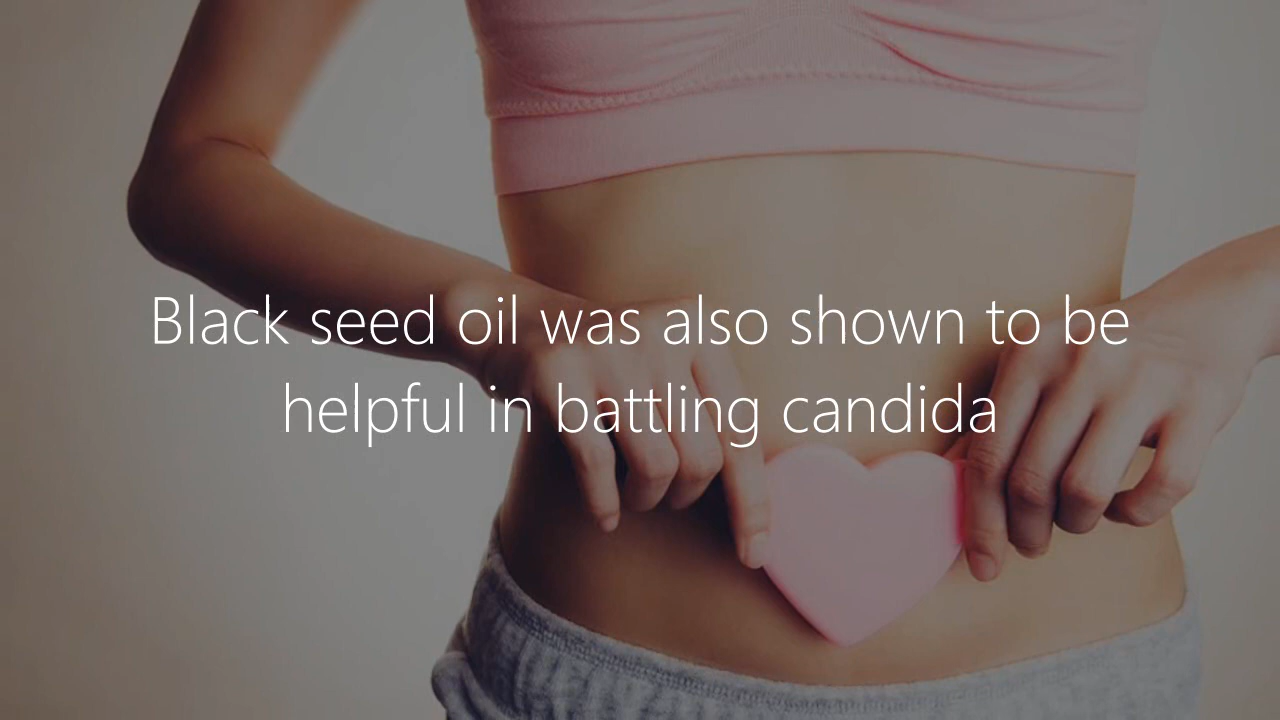 Black seed oil was also shown to be
helpful in battling candida